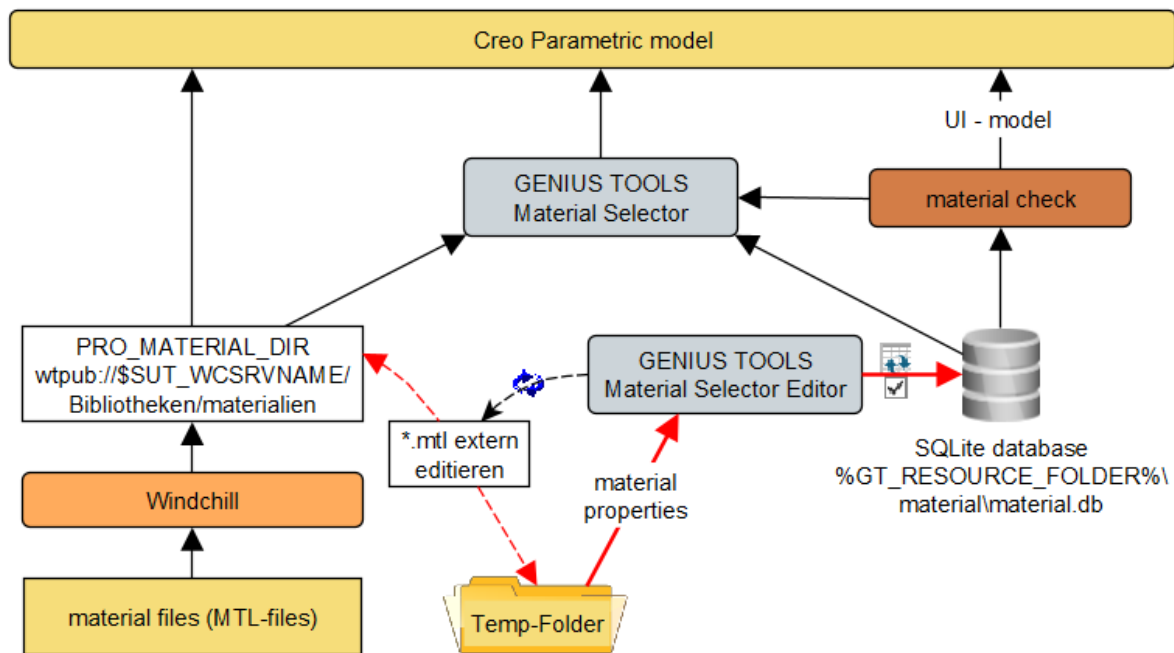 Creo Parametric model
UI - model
GENIUS TOOLS
Material Selector
material check
PRO_MATERIAL_DIR
wtpub://$SUT_WCSRVNAME/
Bibliotheken/materialien
GENIUS TOOLS
Material Selector Editor
*.mtl extern
editieren
SQLite database
%GT_RESOURCE_FOLDER%\
material\material.db
Windchill
material
properties
material files (MTL-files)
Temp-Folder